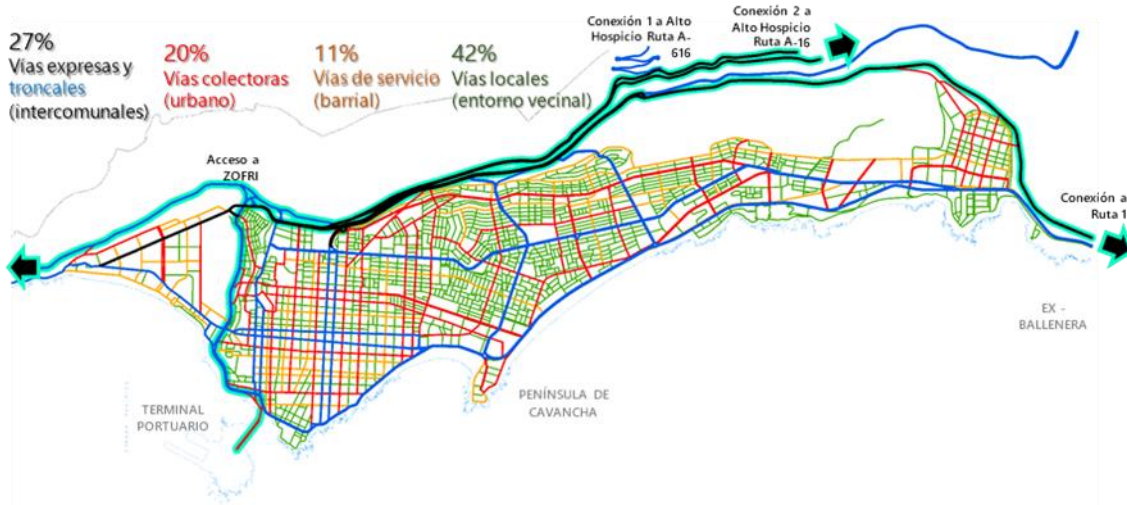 27%
Vías expresas y
troncales
(intercomunales)
20%
Vías colectoras
(urbano)
11%
Vías de servicio
(barrial)
42%
Vías locales
(entorno vecinal)
Conexión 1 a Alto
Hospicio Ruta A-
616
Conexión 2 a
Alto Hospicio
Ruta A-16
Acceso a
ZOFRI
Conexión a
Ruta 1
EX -
BALLENERA
PENÍNSULA DE
CAVANCHA
TERMINAL
PORTUARIO